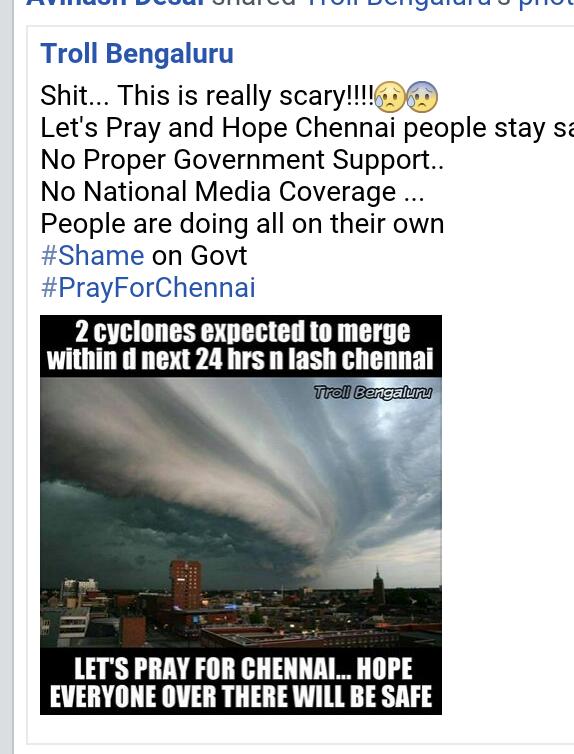 Avinash Desai shared Troll Bengaluru's phot
Troll Bengaluru
Shit... This is really scary!!!!😥😰
Let's Pray and Hope Chennai people stay sa
No Proper Government Support..
No National Media Coverage ...
People are doing all on their own
#Shame on Govt
#PrayForChennai
2 cyclones expected to merge
within d next 24 hrs n lash chennai
Troll Bengaluru
LET'S PRAY FOR CHENNAI... HOPE
EVERYONE OVER THERE WILL BE SAFE